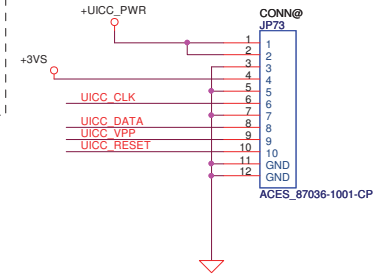 +UICC_PWR
CONN@
JP73
+3VS
1 1
2 2
3 3
4 4
5 5
UICC_CLK 6 6
7 7
UICC_DATA 8 8
UICC_VPP 9 9
UICC_RESET 10 10
11 GND
12 GND
ACES_87036-1001-CP